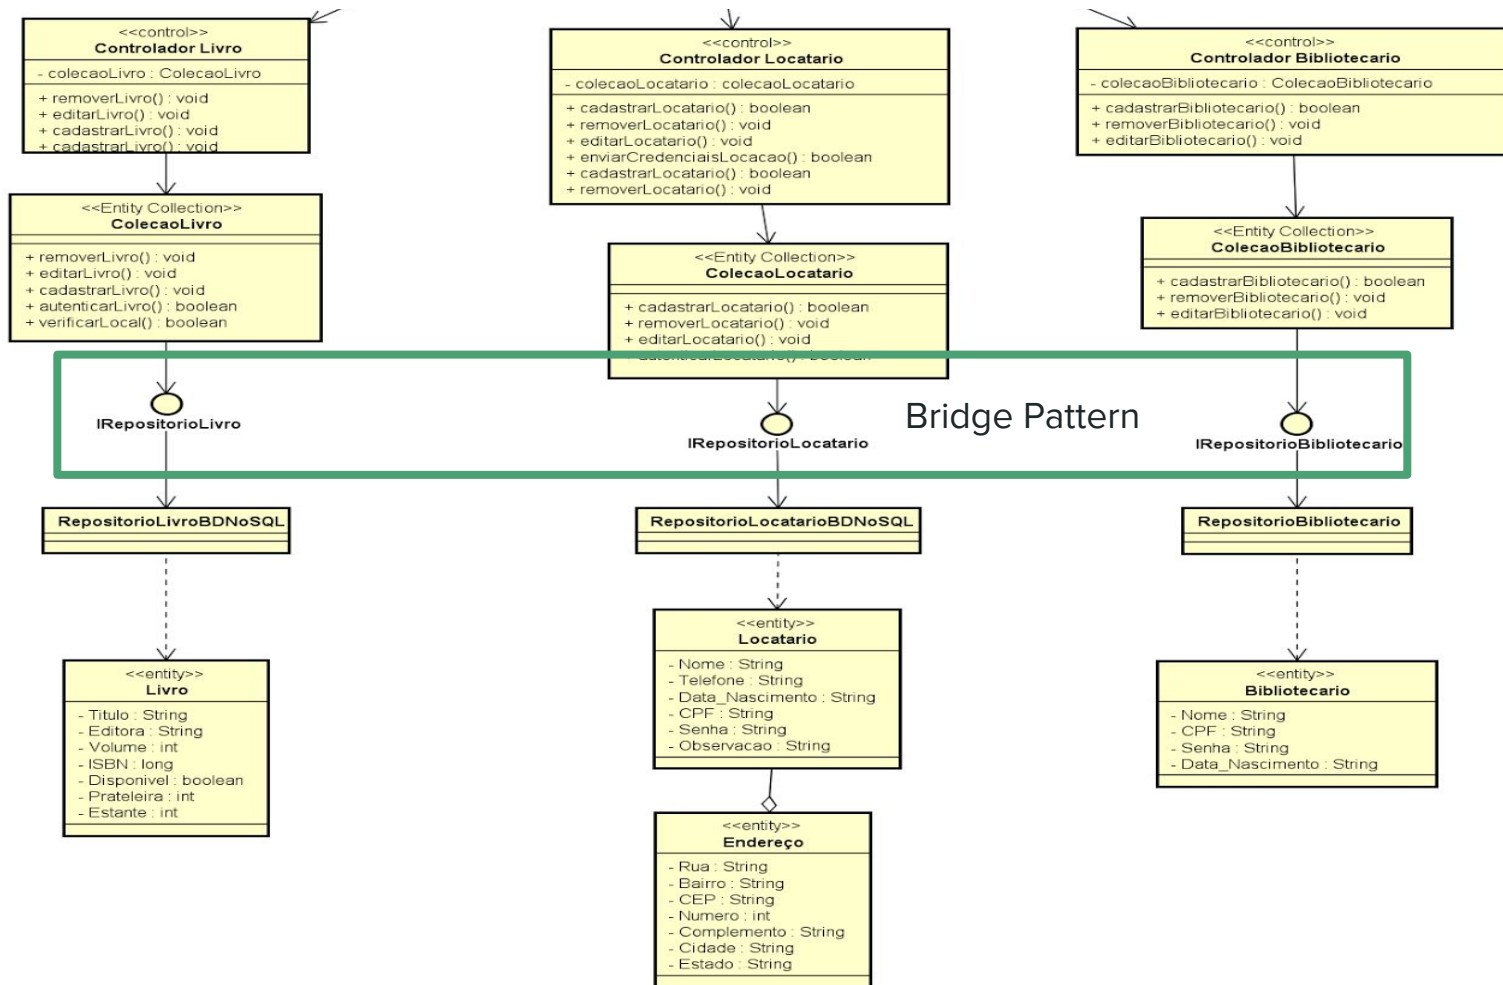 <<control>>
Controlador Livro
- colecaoLivro : ColecaoLivro
+ removerLivro() : void
+ editarLivro() : void
+ cadastrarLivro() : void
+ cadastrarLivro() : void
<<control>>
Controlador Locatario
- colecaoLocatario : colecaoLocatario
+ cadastrarLocatario() : boolean
+ removerLocatario() : void
+ editarLocatario() : void
+ enviarCredenciaisLocacao() : boolean
+ cadastrarLocatario() : boolean
+ removerLocatario() : void
<<control>>
Controlador Bibliotecario
- colecaoBibliotecario : ColecaoBibliotecario
+ cadastrarBibliotecario() : boolean
+ removerBibliotecario() : void
+ editarBibliotecario() : void
<<Entity Collection>>
ColecaoLivro
+ removerLivro() : void
+ editarLivro() : void
+ cadastrarLivro() : void
+ autenticarLivro() : boolean
+ verificarLocal() : boolean
<<Entity Collection>>
ColecaoLocatario
+ cadastrarLocatario() : boolean
+ removerLocatario() : void
+ editarLocatario() : void
+ autenticarLocatario() : boolean
<<Entity Collection>>
ColecaoBibliotecario
+ cadastrarBibliotecario() : boolean
+ removerBibliotecario() : void
+ editarBibliotecario() : void
Bridge Pattern
IRepositorioLivro
IRepositorioLocatario
IRepositorioBibliotecario
RepositorioLivroBDNoSQL
RepositorioLocatarioBDNoSQL
RepositorioBibliotecario
<<entity>>
Livro
- Titulo : String
- Editora : String
- Volume : int
- ISBN : long
- Disponivel : boolean
- Prateleira : int
- Estante : int
<<entity>>
Locatario
- Nome : String
- Telefone : String
- Data_Nascimento : String
- CPF : String
- Senha : String
- Observacao : String
<<entity>>
Bibliotecario
- Nome : String
- CPF : String
- Senha : String
- Data_Nascimento : String
<<entity>>
Endereço
- Rua : String
- Bairro : String
- CEP : String
- Numero : int
- Complemento : String
- Cidade : String
- Estado : String